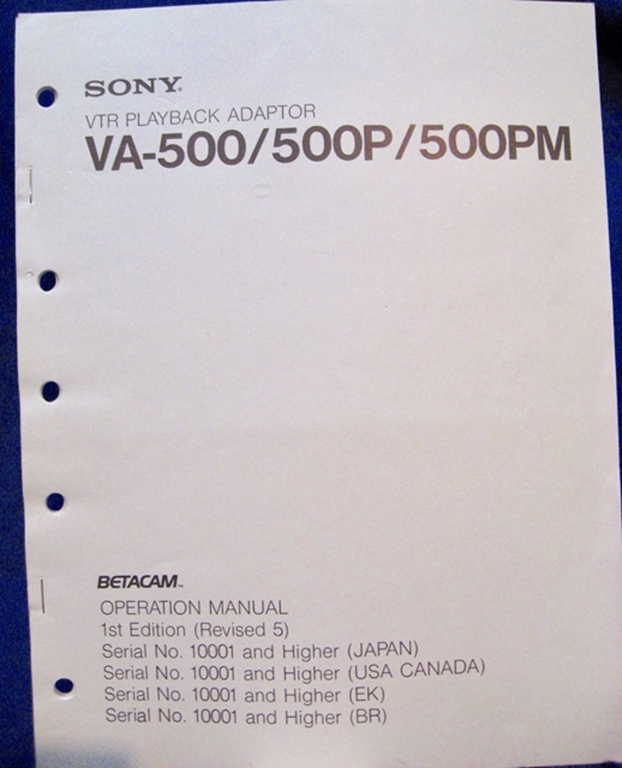 SONY®
VTR PLAYBACK ADAPTOR
VA-500/500P/500PM
BETACAM™
OPERATION MANUAL
1st Edition (Revised 5)
Serial No. 10001 and Higher (JAPAN)
Serial No. 10001 and Higher (USA CANADA)
Serial No. 10001 and Higher (EK)
Serial No. 10001 and Higher (BR)